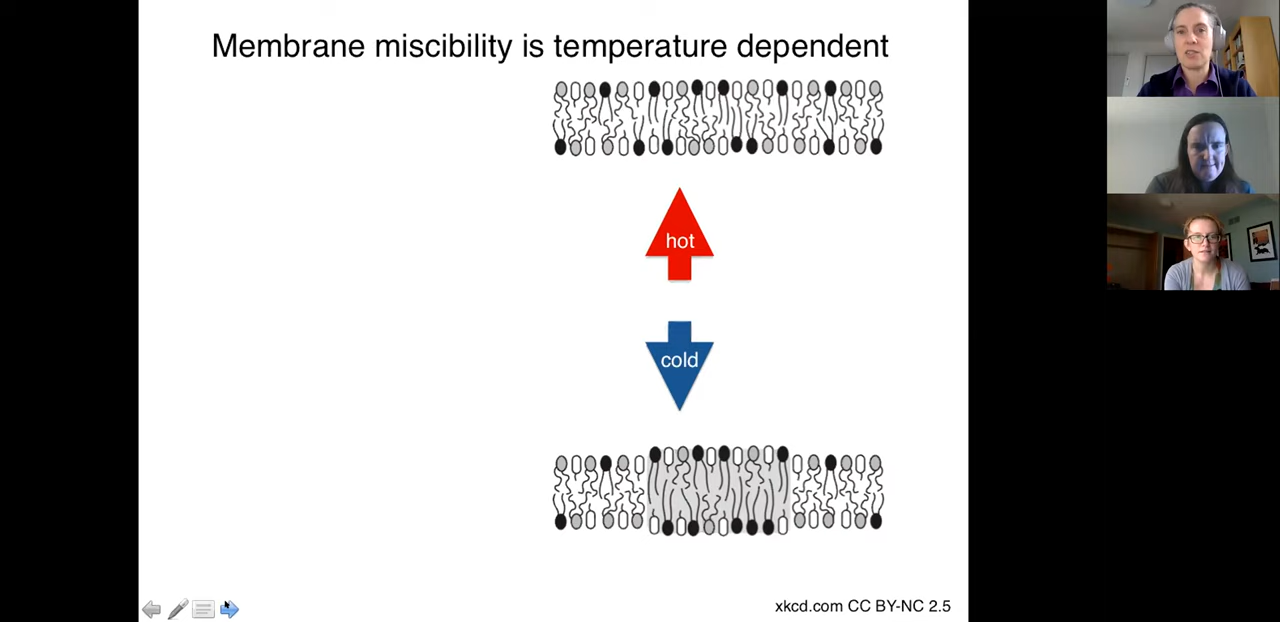 Membrane miscibility is temperature dependent
hot
cold
xkcd.com CC BY-NC 2.5